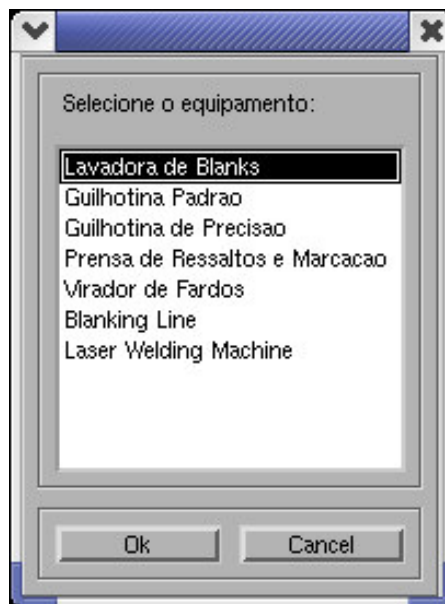 Selecione o equipamento:
Lavadora de Blanks
Guilhotina Padrao
Guilhotina de Precisao
Prensa de Ressaltos e Marcacao
Virador de Fardos
Blanking Line
Laser Welding Machine
Ok Cancel